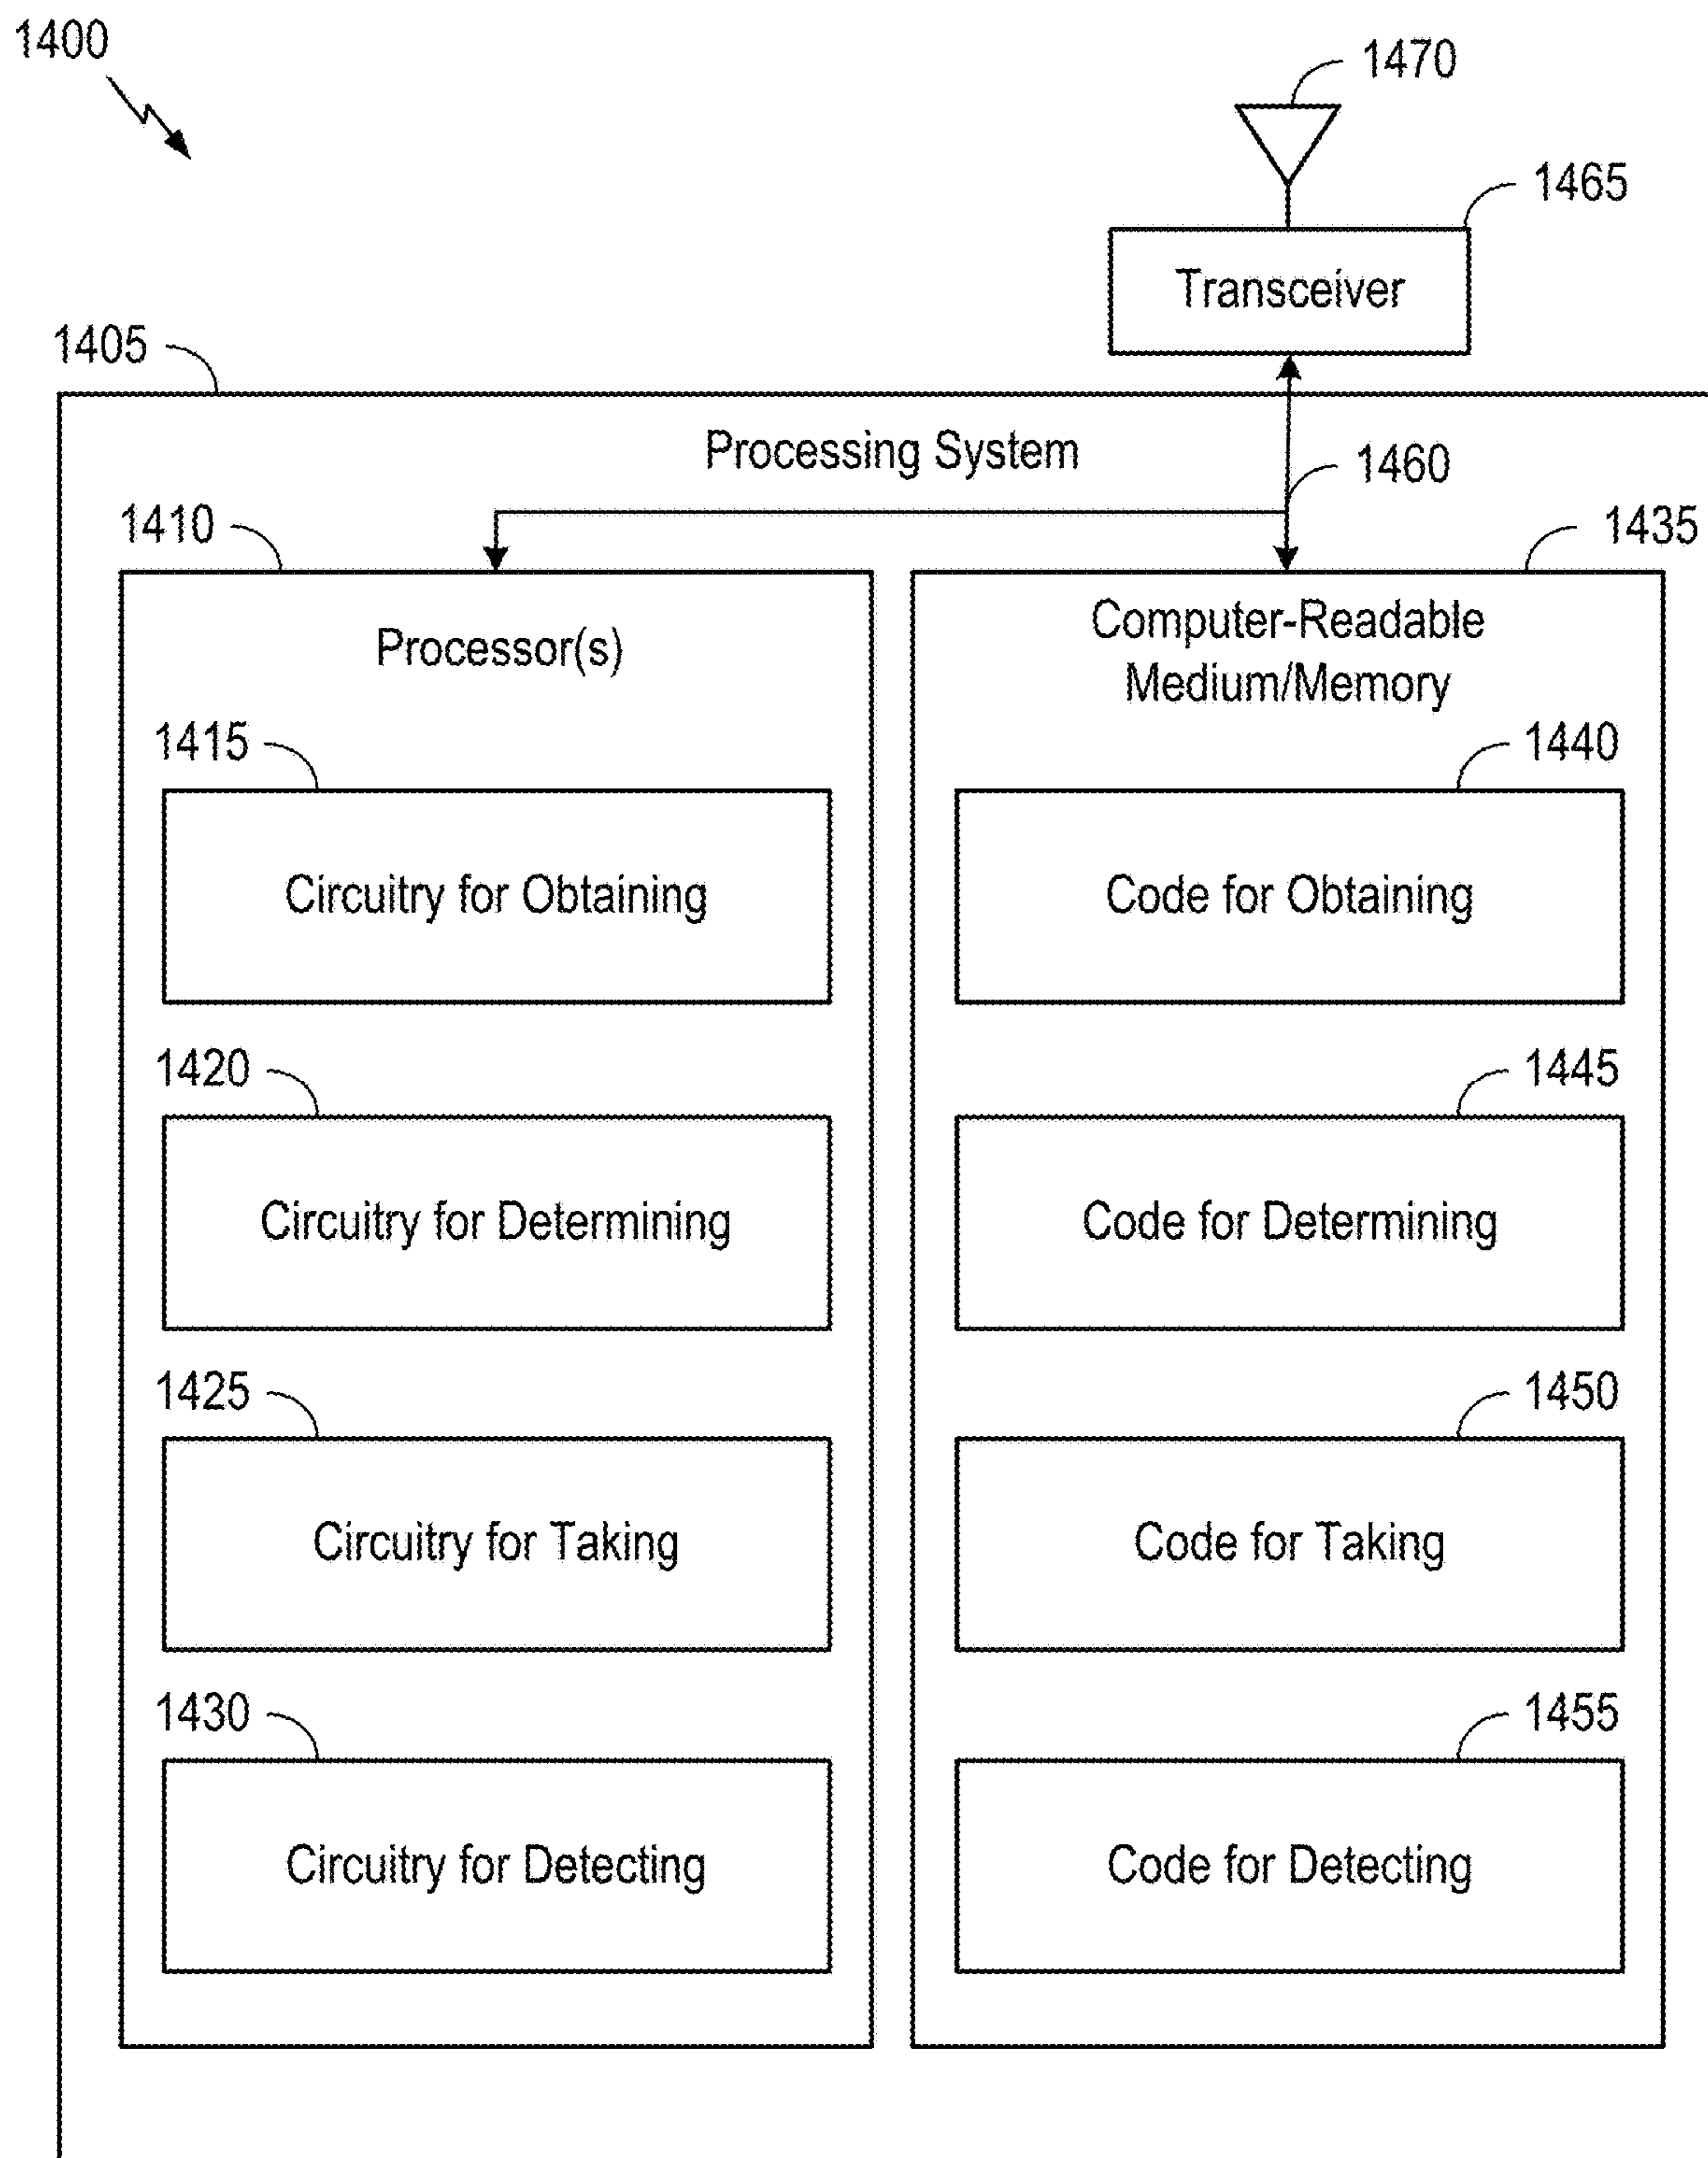 1400
1470
1465
Transceiver
1405
Processing System
1460
1410
1435
Processor(s)
Computer-Readable
Medium/Memory
1415
1440
Circuitry for Obtaining
Code for Obtaining
1420
1445
Circuitry for Determining
Code for Determining
1425
1450
Circuitry for Taking
Code for Taking
1430
1455
Circuitry for Detecting
Code for Detecting